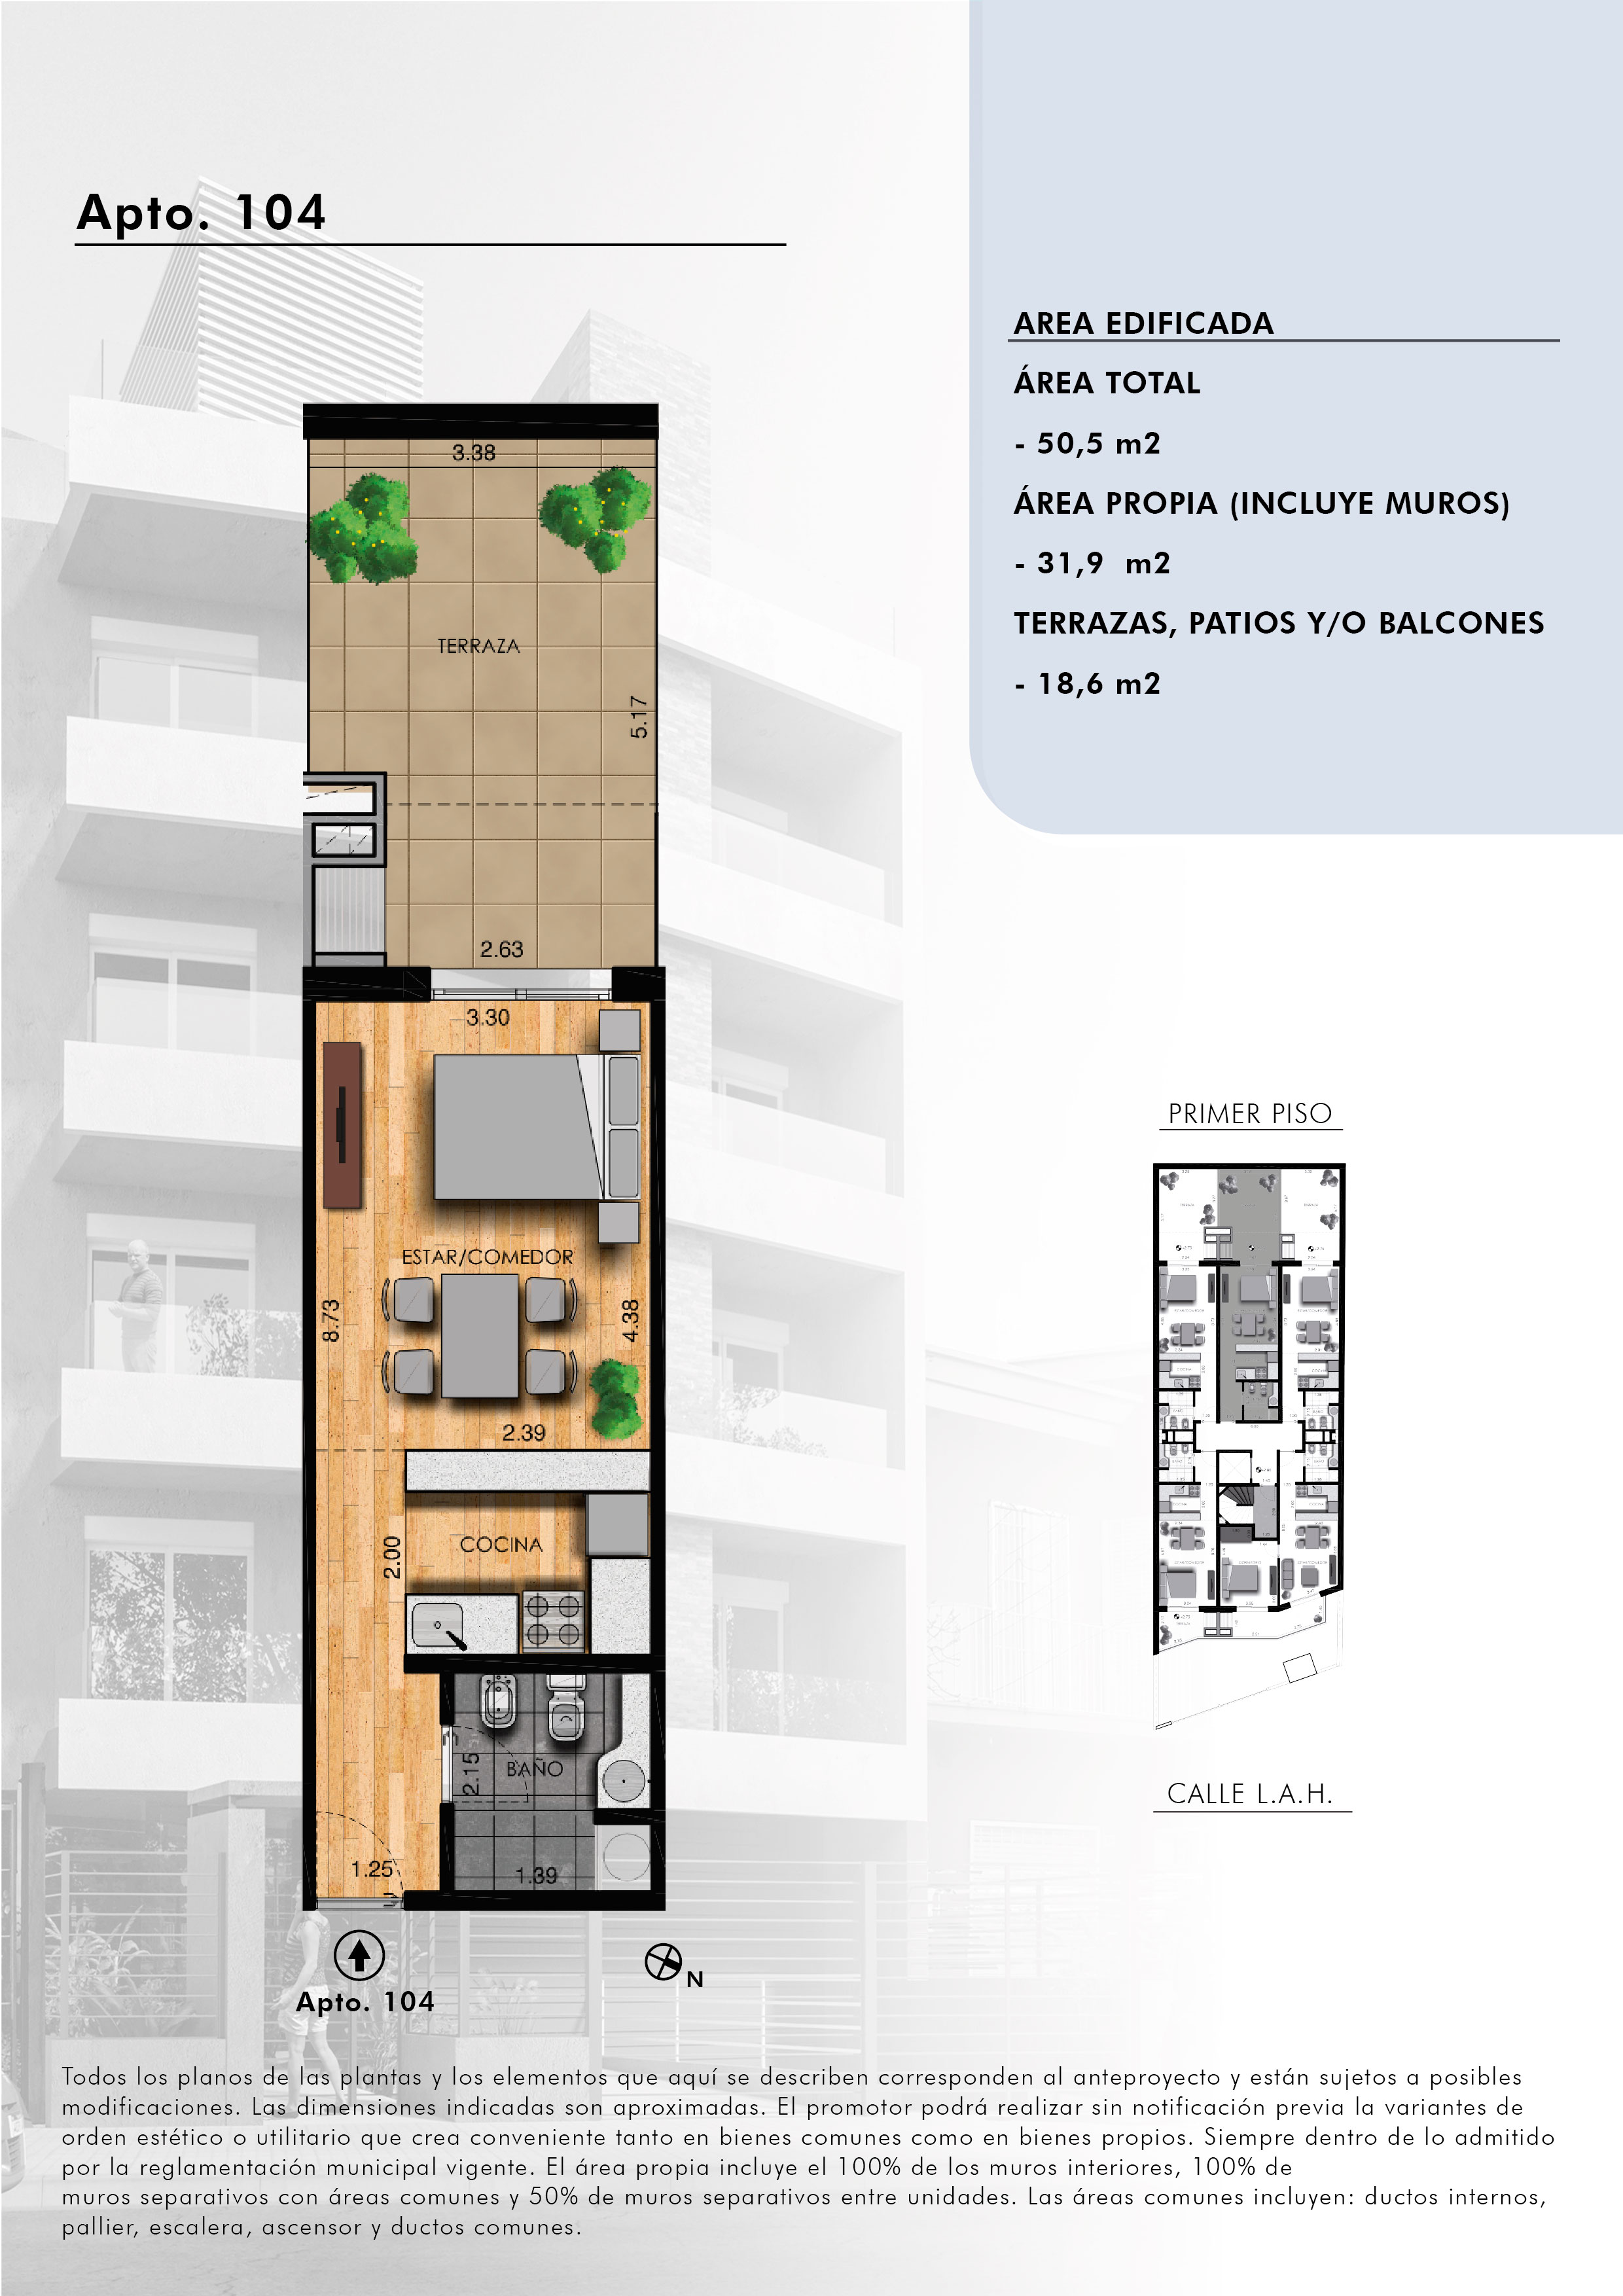 Apto. 104
AREA EDIFICADA
ÁREA TOTAL
- 50,5 m2
ÁREA PROPIA (INCLUYE MUROS)
- 31,9 m2
TERRAZAS, PATIOS Y/O BALCONES
- 18,6 m2
3.38
TERRAZA
5.17
2.63
3.30
ESTAR/COMEDOR
8.73
4.38
2.39
COCINA
2.00
BAÑO
2.15
1.25
1.39
Apto. 104
N
PRIMER PISO
CALLE L.A.H.
Todos los planos de las plantas y los elementos que aquí se describen corresponden al anteproyecto y están sujetos a posibles
modificaciones. Las dimensiones indicadas son aproximadas. El promotor podrá realizar sin notificación previa la variantes de
orden estético o utilitario que crea conveniente tanto en bienes comunes como en bienes propios. Siempre dentro de lo admitido
por la reglamentación municipal vigente. El área propia incluye el 100% de los muros interiores, 100% de
muros separativos con áreas comunes y 50% de muros separativos entre unidades. Las áreas comunes incluyen: ductos internos,
pallier, escalera, ascensor y ductos comunes.